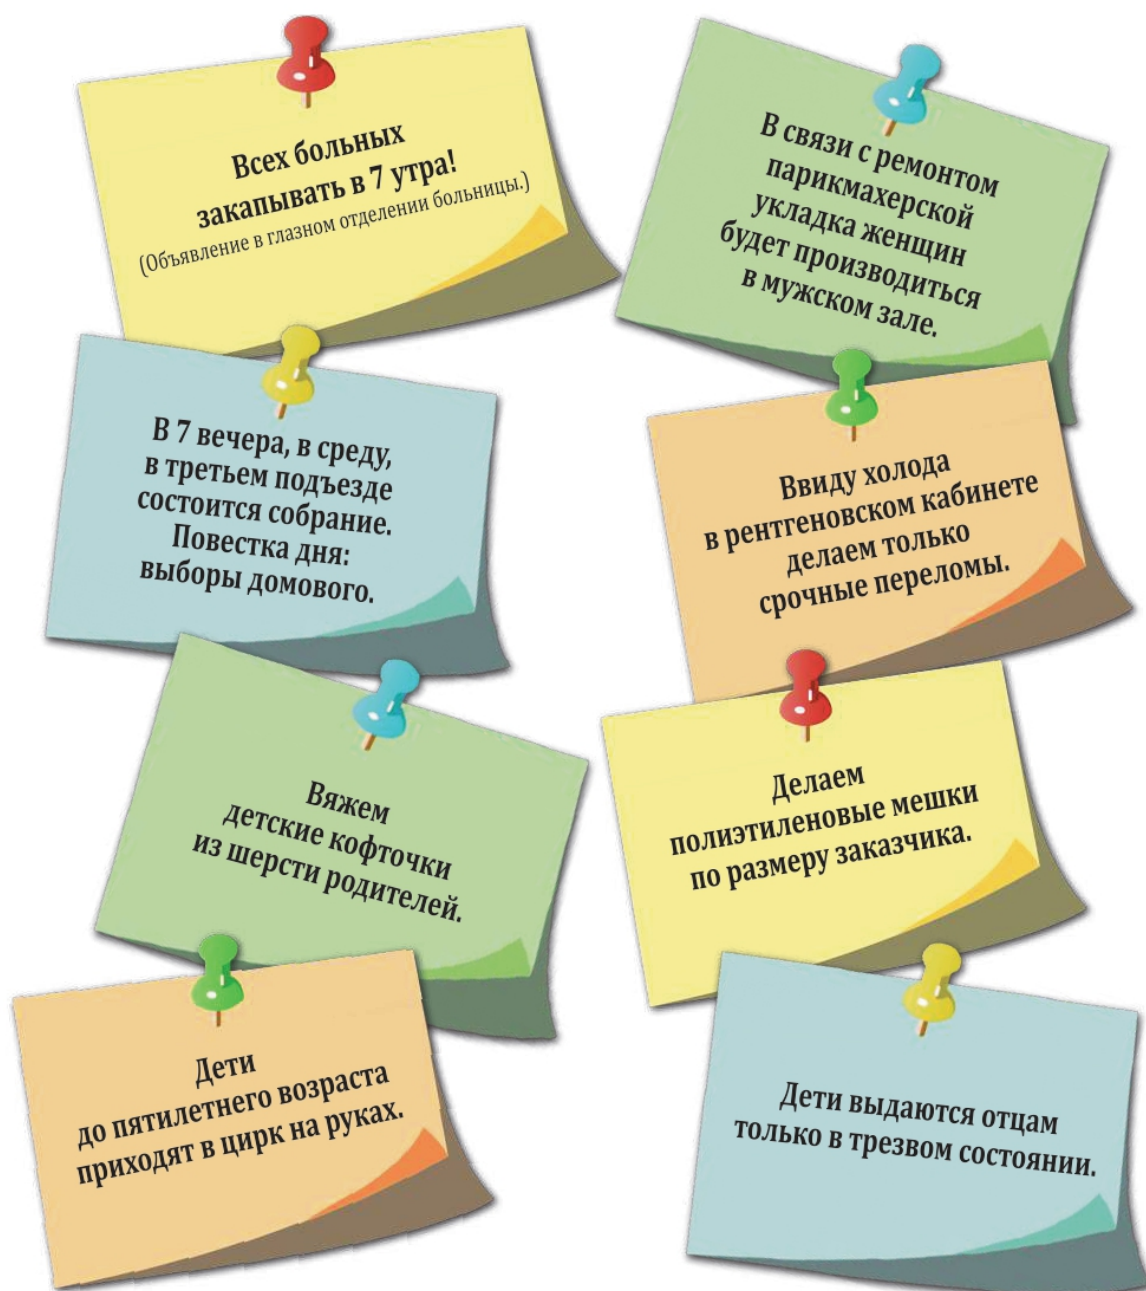 Всех больных
закапывать в 7 утра!
(Объявление в глазном отделении больницы.)
В связи с ремонтом
парикмахерской
укладка женщин
будет производиться
в мужском зале.
В 7 вечера, в среду,
в третьем подъезде
состоится собрание.
Повестка дня:
выборы домового.
Ввиду холода
в рентгеновском кабинете
делаем только
срочные переломы.
Вяжем
детские кофточки
из шерсти родителей.
Делаем
полиэтиленовые мешки
по размеру заказчика.
Дети
до пятилетнего возраста
приходят в цирк на руках.
Дети выдаются отцам
только в трезвом состоянии.